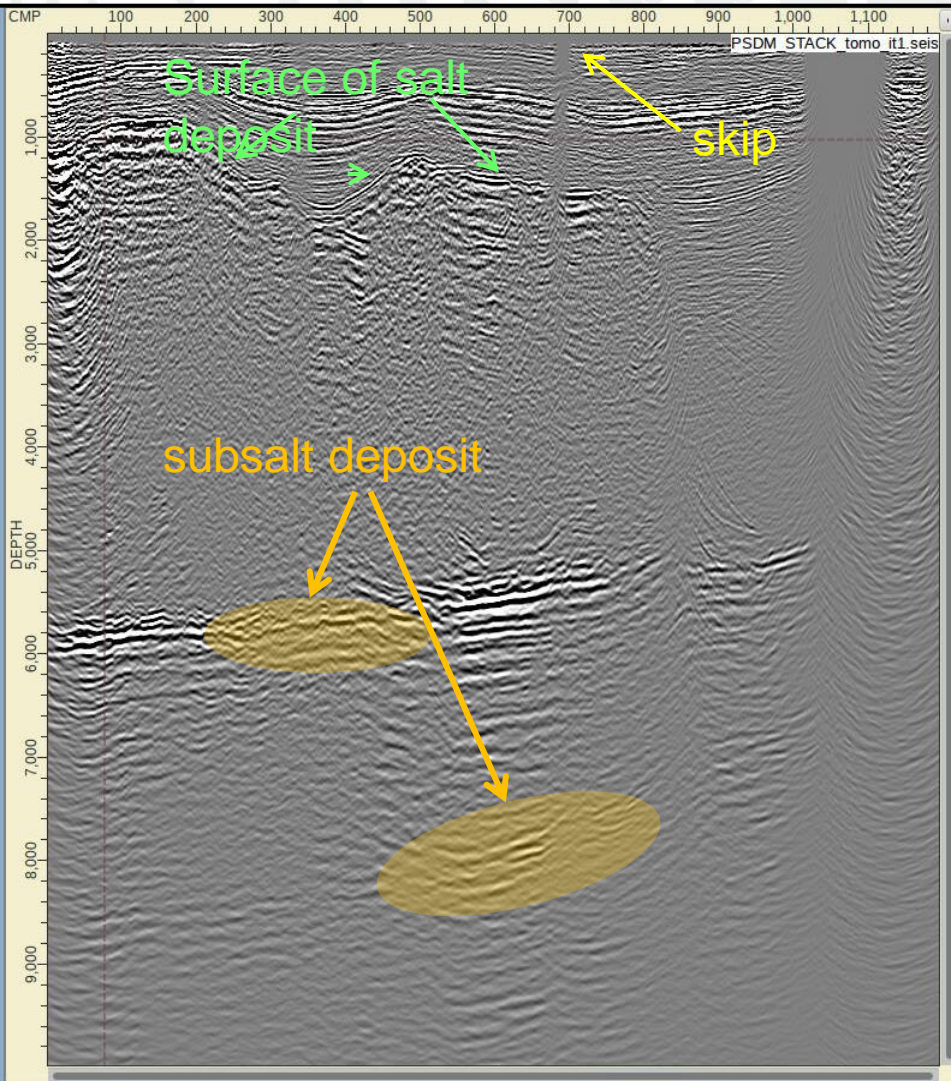 CMP 100 200 300 400 500 600 700 800 900 1,000 1,100
PSDM_STACK_tomo_it1.seis
Surface of salt
deposit
skip
subsalt deposit
DEPTH
1,000
2,000
3,000
4,000
5,000
6,000
7,000
8,000
9,000